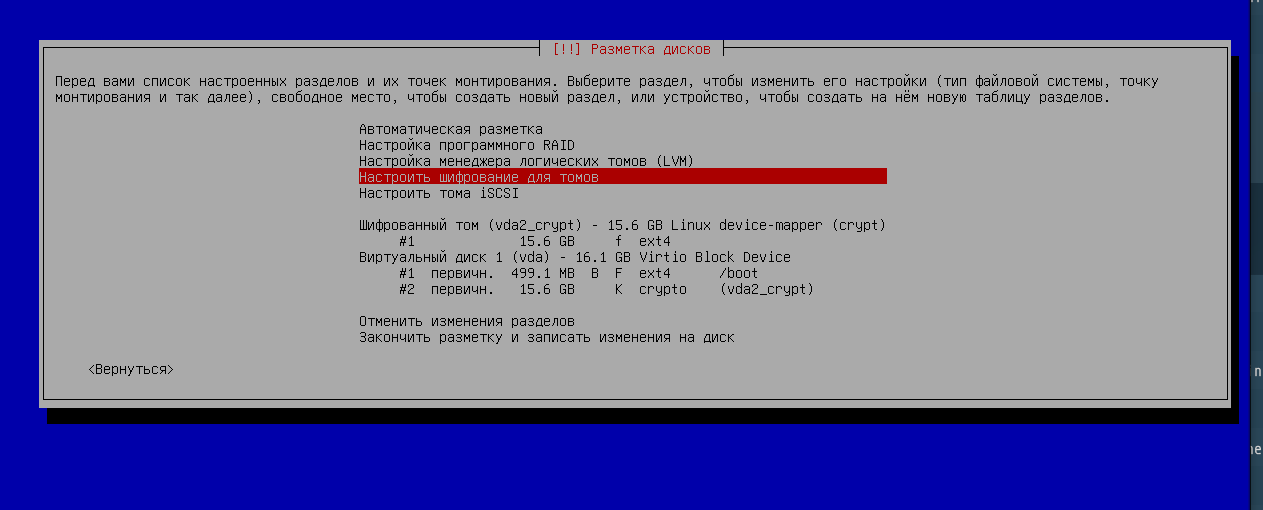 [!!] Разметка дисков
Перед вами список настроенных разделов и их точек монтирования. Выберите раздел, чтобы изменить его настройки (тип файловой системы, точку
монтирования и так далее), свободное место, чтобы создать новый раздел, или устройство, чтобы создать на нём новую таблицу разделов.
Автоматическая разметка
Настройка программного RAID
Настройка менеджера логических томов (LVM)
Настроить шифрование для томов
Настроить тома iSCSI
Шифрованный том (vda2_crypt) - 15.6 GB Linux device-mapper (crypt)
#1 15.6 GB f ext4
Виртуальный диск 1 (vda) - 16.1 GB Virtio Block Device
#1 первичн. 499.1 MB B F ext4 /boot
#2 первичн. 15.6 GB K crypto (vda2_crypt)
Отменить изменения разделов
Закончить разметку и записать изменения на диск
<Вернуться>